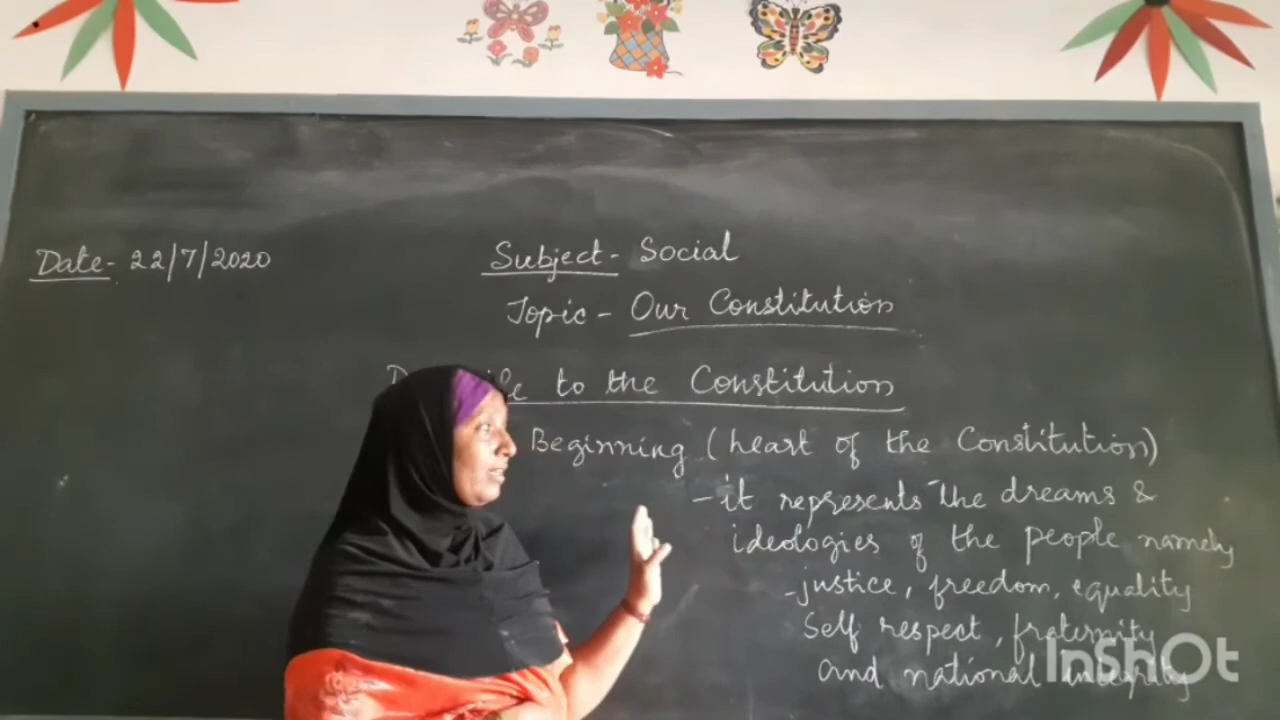 Date- 22/7/2020
Subject- Social
Topic- Our Constitution
to the Constitution
Beginning (heart of the Constitution)
- it represents the dreams &
ideologies of the people namely
- justice, freedom, equality
Self respect, fraternity
and national integrity
InShOt